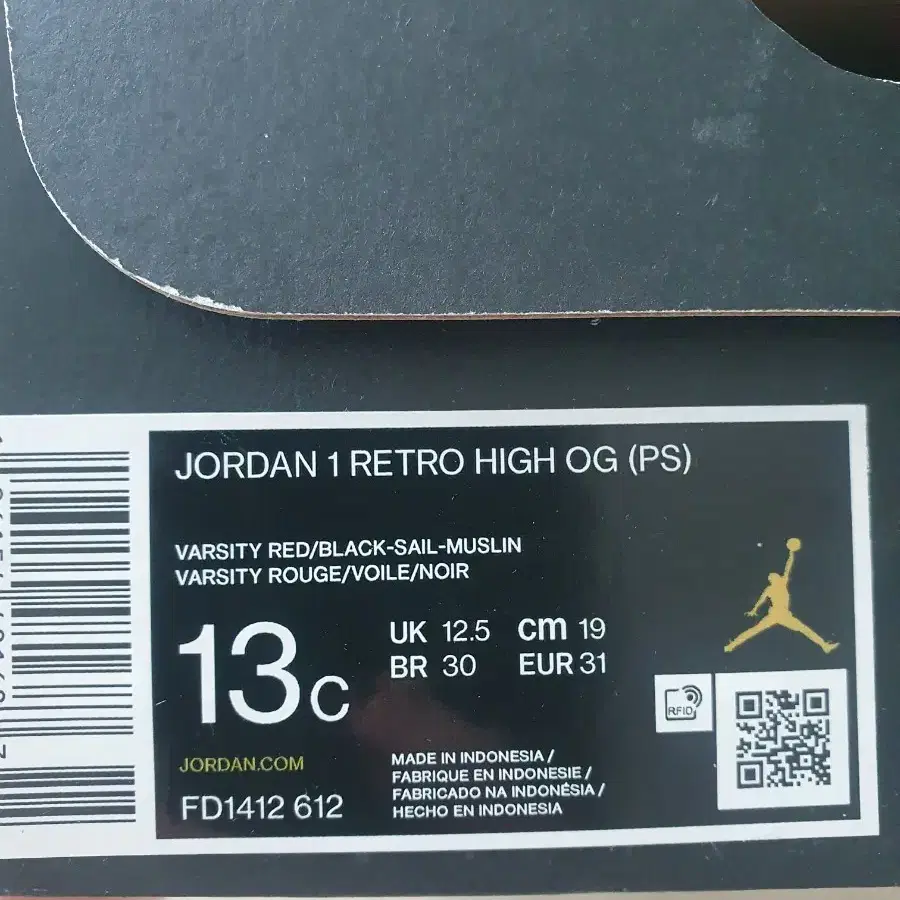 JORDAN 1 RETRO HIGH OG (PS)
VARSITY RED/BLACK-SAIL-MUSLIN
VARSITY ROUGE/VOILE/NOIR
13C
UK 12.5 cm 19
BR 30 EUR 31
RFID
JORDAN.COM
FD1412 612
MADE IN INDONESIA /
FABRIQUE EN INDONESIE /
FABRICADO NA INDONÉSIA /
HECHO EN INDONESIA